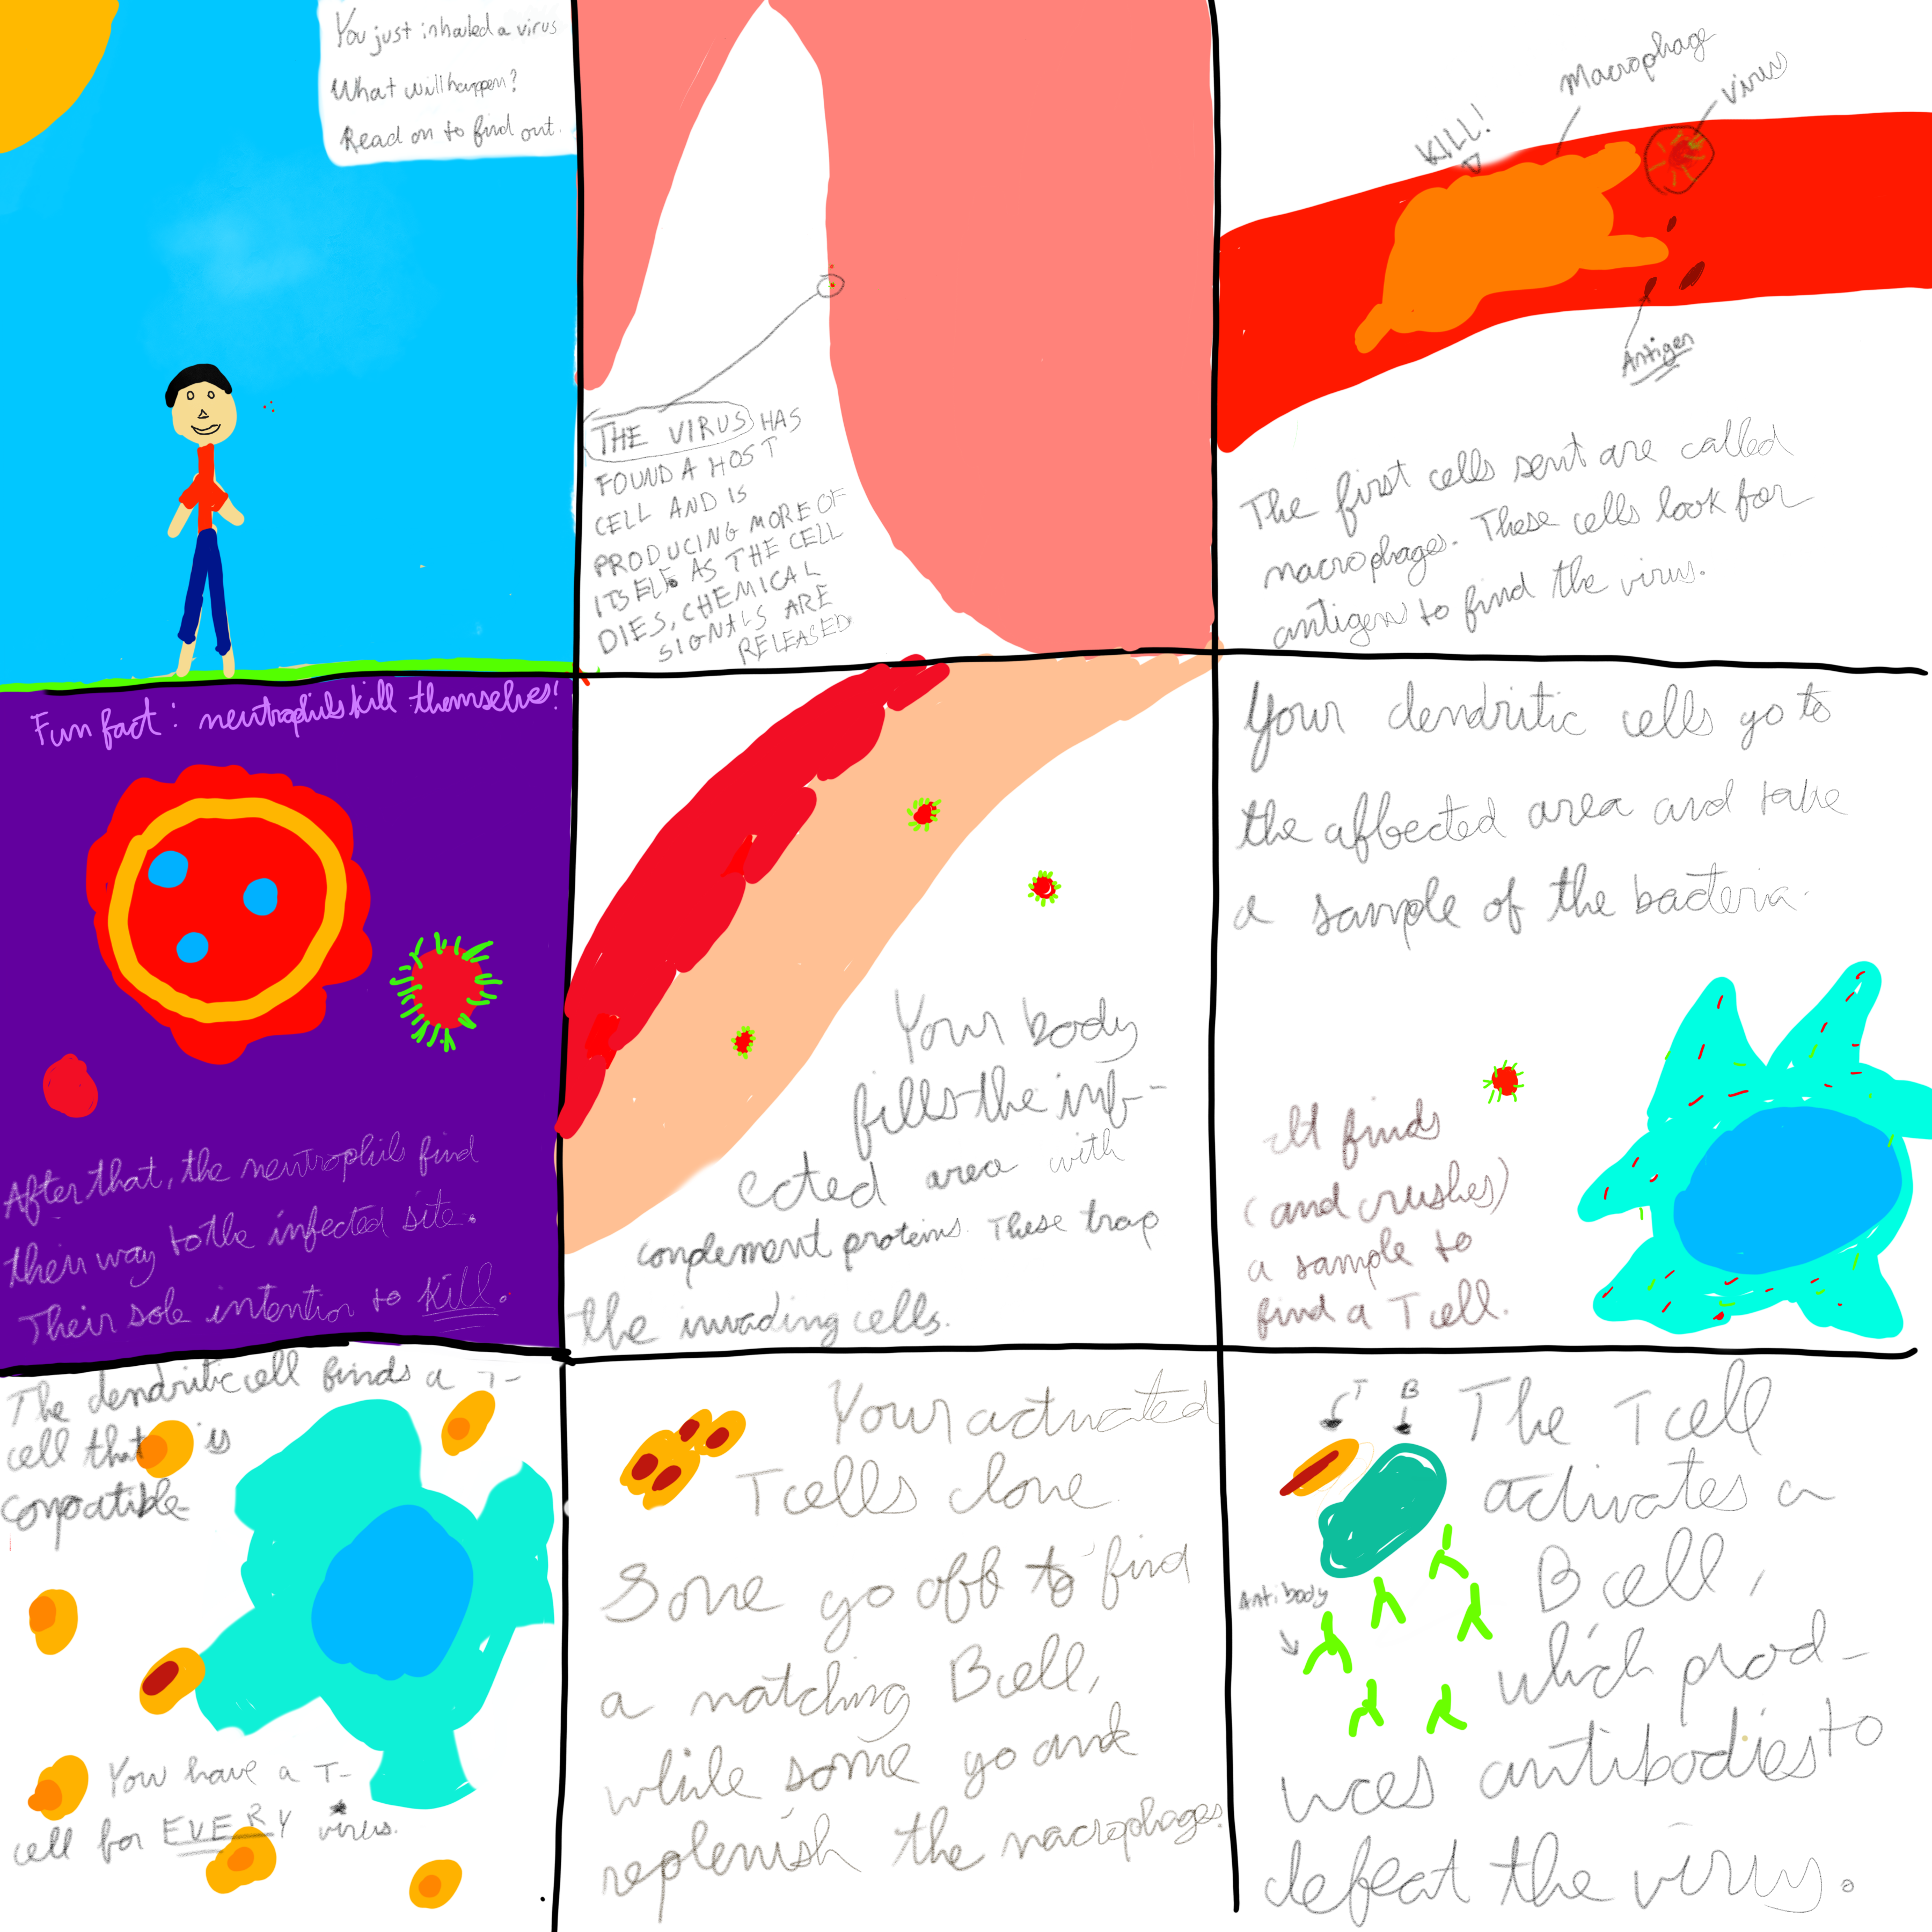 You just inhaled a virus
What will happen?
Read on to find out.
THE VIRUS HAS
FOUND A HOST
CELL AND IS
PRODUCING MORE OF
ITSELF. AS THE CELL
DIES, CHEMICAL
SIGNALS ARE
RELEASED
KILL!
Macrophage
virus
Antigen
The first cells sent are called
macrophages. These cells look for
antigens to find the virus.
Fun fact: neutrophils kill themselves!
After that, the neutrophils find
their way to the infected site.
Their sole intention to kill.
Your body
fills the inf-
ected area with
condement proteins. These trap
the invading cells.
Your dendritic cells go to
the affected area and take
a sample of the bacteria.
It finds
(and crushes)
a sample to
find a T cell.
The dendritic cell finds a T-
cell that is
compatible
You have a T-
cell for EVERY virus.
Your activated
T cells clone.
Some go off to find
a matching B cell,
while some go and
replenish the macrophages.
T B
The T cell
activates a
B cell,
Antibody
which prod-
uces antibodies to
defeat the virus.